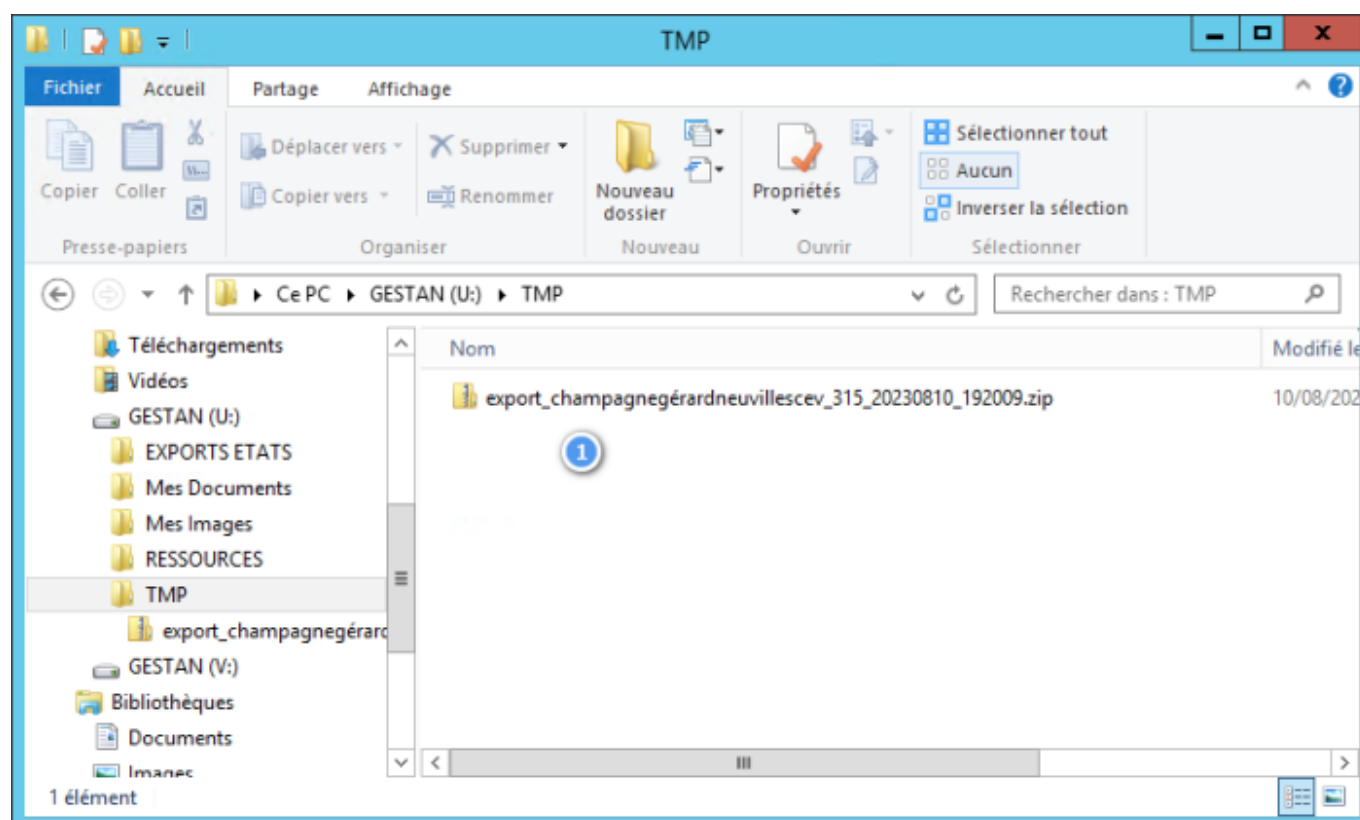 TMP
Fichier Accueil Partage Affichage
Copier Coller
Déplacer vers
Copier vers
Supprimer
Renommer
Nouveau
dossier
Propriétés
Sélectionner tout
Aucun
Inverser la sélection
Presse-papiers Organiser Nouveau Ouvrir Sélectionner
Ce PC GESTAN (U:) TMP
Rechercher dans : TMP
Téléchargements
Vidéos
GESTAN (U:)
EXPORTS ETATS
Mes Documents
Mes Images
RESSOURCES
TMP
export_champagnegérard
GESTAN (V:)
Bibliothèques
Documents
Images
Nom Modifié le
export_champagnegérardneuvillescev_315_20230810_192009.zip 10/08/202
1
1 élément